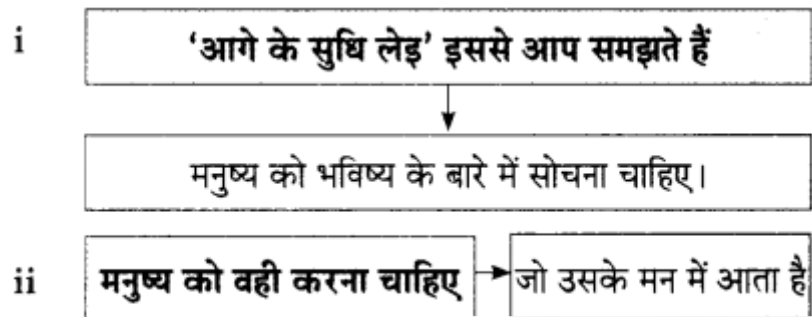 i
‘आगे के सुधि लेइ’ इससे आप समझते हैं
मनुष्य को भविष्य के बारे में सोचना चाहिए।
ii
मनुष्य को वही करना चाहिए
जो उसके मन में आता है